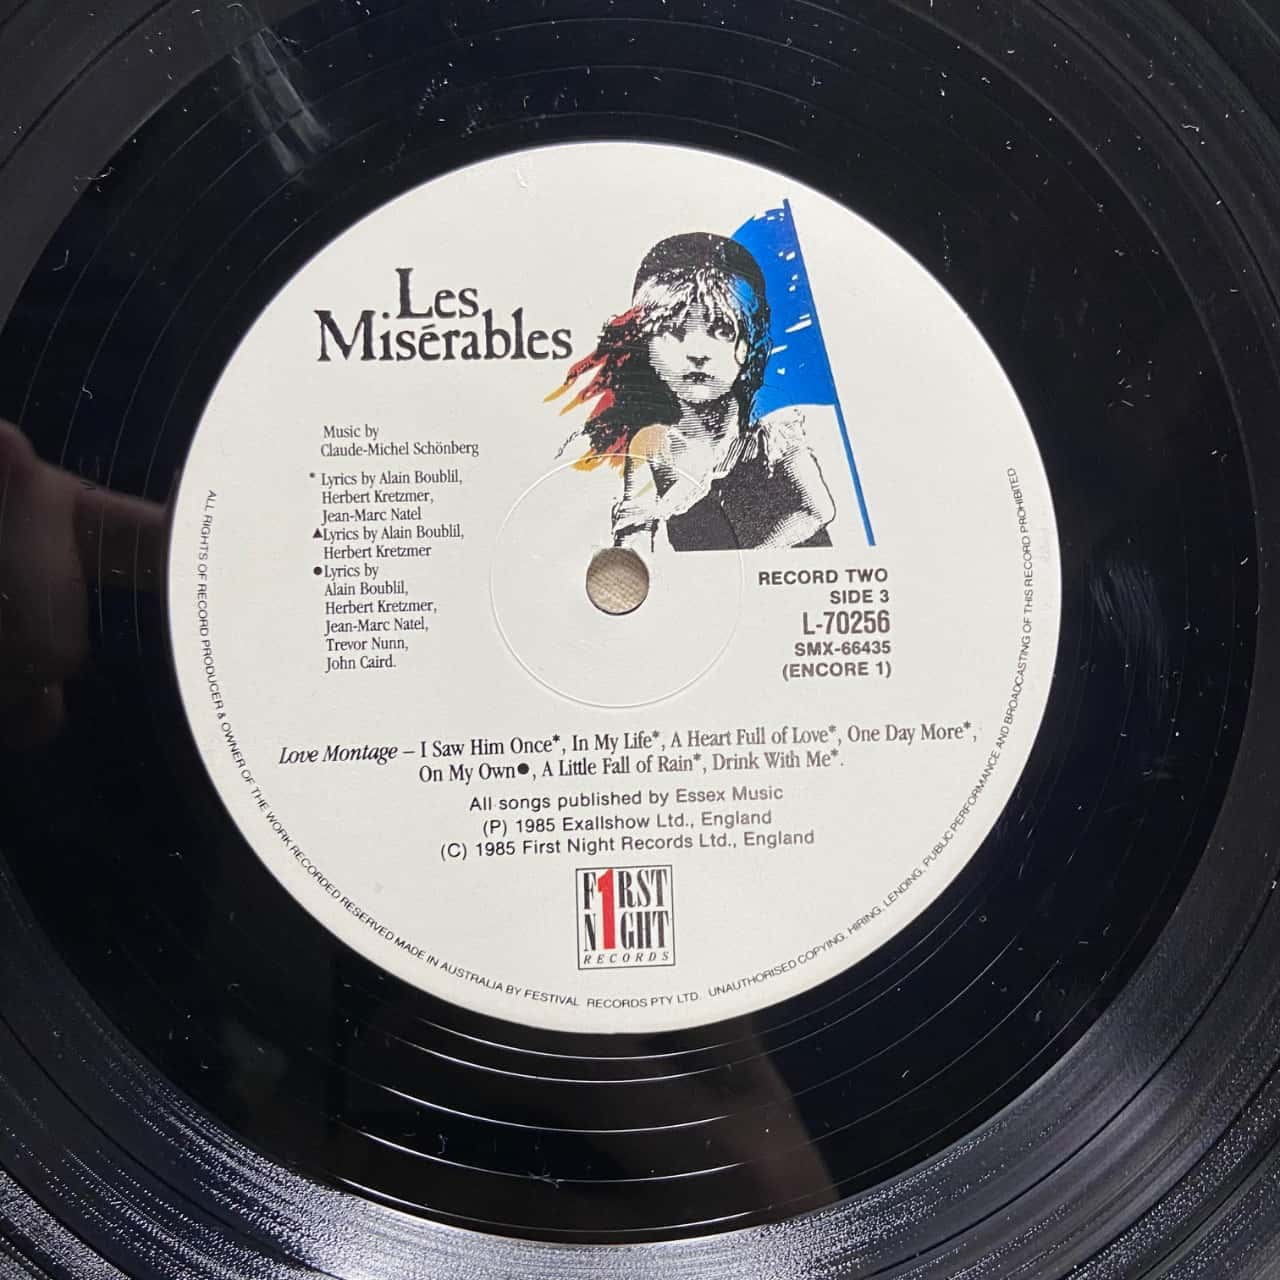 Les
Misérables
Music by
Claude-Michel Schönberg
* Lyrics by Alain Boublil,
Herbert Kretzmer,
Jean-Marc Natel
▲Lyrics by Alain Boublil,
Herbert Kretzmer
●Lyrics by
Alain Boublil,
Herbert Kretzmer,
Jean-Marc Natel,
Trevor Nunn,
John Caird.
RECORD TWO
SIDE 3
L-70256
SMX-66435
(ENCORE 1)
Love Montage – I Saw Him Once*, In My Life*, A Heart Full of Love*, One Day More*,
On My Own●, A Little Fall of Rain*, Drink With Me*.
All songs published by Essex Music
(P) 1985 Exallshow Ltd., England
(C) 1985 First Night Records Ltd., England
F1RST
N1GHT
RECORDS
ALL RIGHTS OF RECORD PRODUCER & OWNER OF THE WORK RECORDED RESERVED MADE IN AUSTRALIA BY FESTIVAL RECORDS PTY LTD. UNAUTHORISED COPYING, HIRING, LENDING, PUBLIC PERFORMANCE AND BROADCASTING OF THIS RECORD PROHIBITED